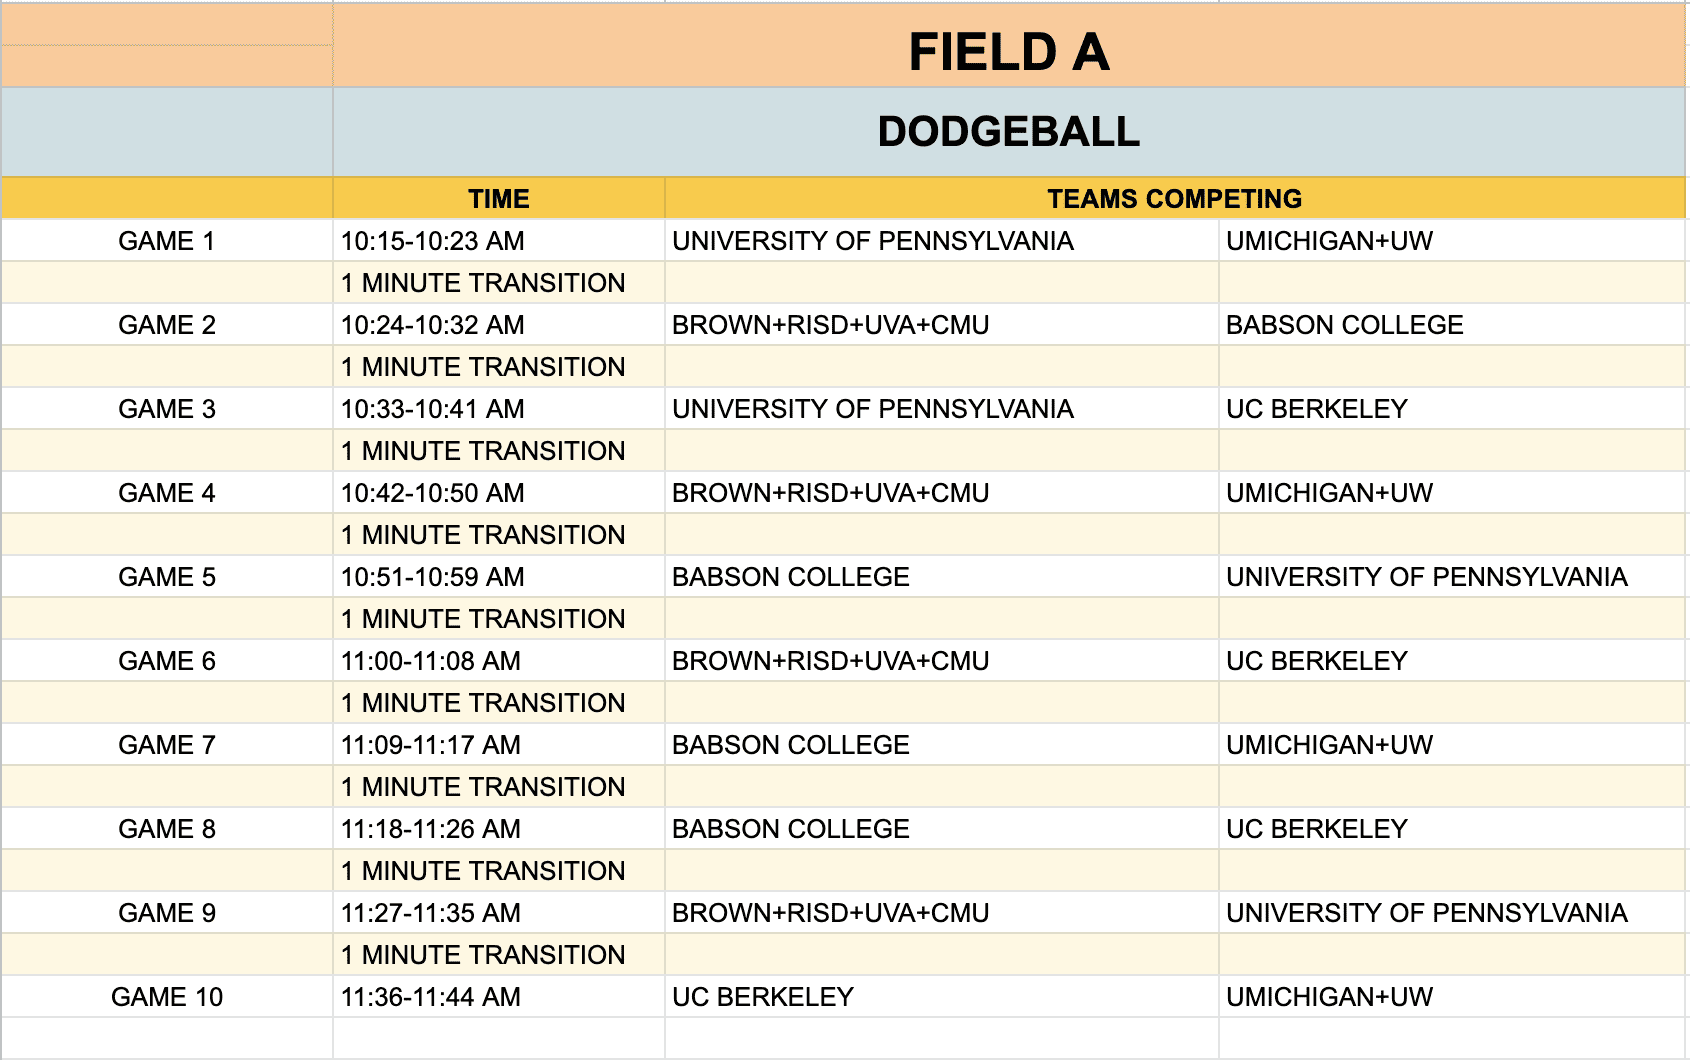 FIELD A
DODGEBALL
TIME TEAMS COMPETING
GAME 1 10:15-10:23 AM UNIVERSITY OF PENNSYLVANIA UMICHIGAN+UW
1 MINUTE TRANSITION
GAME 2 10:24-10:32 AM BROWN+RISD+UVA+CMU BABSON COLLEGE
1 MINUTE TRANSITION
GAME 3 10:33-10:41 AM UNIVERSITY OF PENNSYLVANIA UC BERKELEY
1 MINUTE TRANSITION
GAME 4 10:42-10:50 AM BROWN+RISD+UVA+CMU UMICHIGAN+UW
1 MINUTE TRANSITION
GAME 5 10:51-10:59 AM BABSON COLLEGE UNIVERSITY OF PENNSYLVANIA
1 MINUTE TRANSITION
GAME 6 11:00-11:08 AM BROWN+RISD+UVA+CMU UC BERKELEY
1 MINUTE TRANSITION
GAME 7 11:09-11:17 AM BABSON COLLEGE UMICHIGAN+UW
1 MINUTE TRANSITION
GAME 8 11:18-11:26 AM BABSON COLLEGE UC BERKELEY
1 MINUTE TRANSITION
GAME 9 11:27-11:35 AM BROWN+RISD+UVA+CMU UNIVERSITY OF PENNSYLVANIA
1 MINUTE TRANSITION
GAME 10 11:36-11:44 AM UC BERKELEY UMICHIGAN+UW